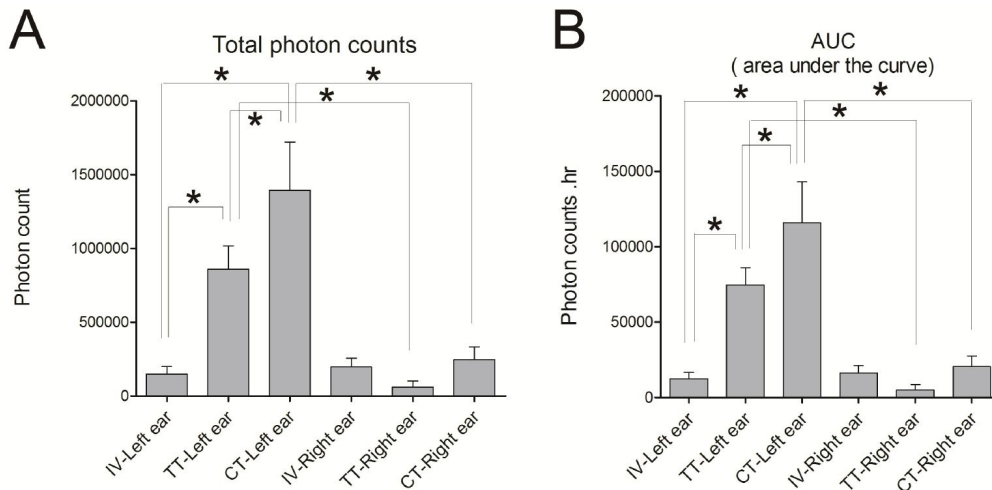 A
Total photon counts
Photon count
2000000
1500000
1000000
500000
0
*
*
*
*
*
IV-Left ear
TT-Left ear
CT-Left ear
IV-Right ear
TT-Right ear
CT-Right ear
B
AUC
( area under the curve)
Photon counts .hr
200000
150000
100000
50000
0
*
*
*
*
*
IV-Left ear
TT-Left ear
CT-Left ear
IV-Right ear
TT-Right ear
CT-Right ear